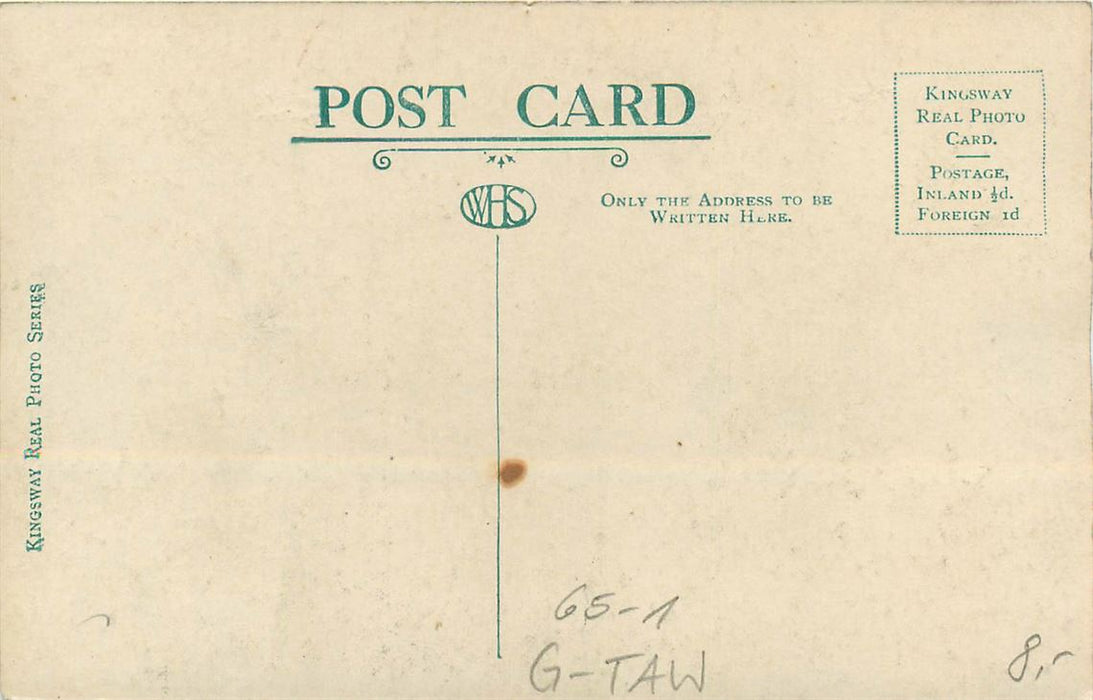 POST CARD
WHS
ONLY THE ADDRESS TO BE
WRITTEN HERE.
KINGSWAY
REAL PHOTO
CARD.
POSTAGE,
INLAND ½d.
FOREIGN 1d
KINGSWAY REAL PHOTO SERIES
65-1
G-TAW
8,-